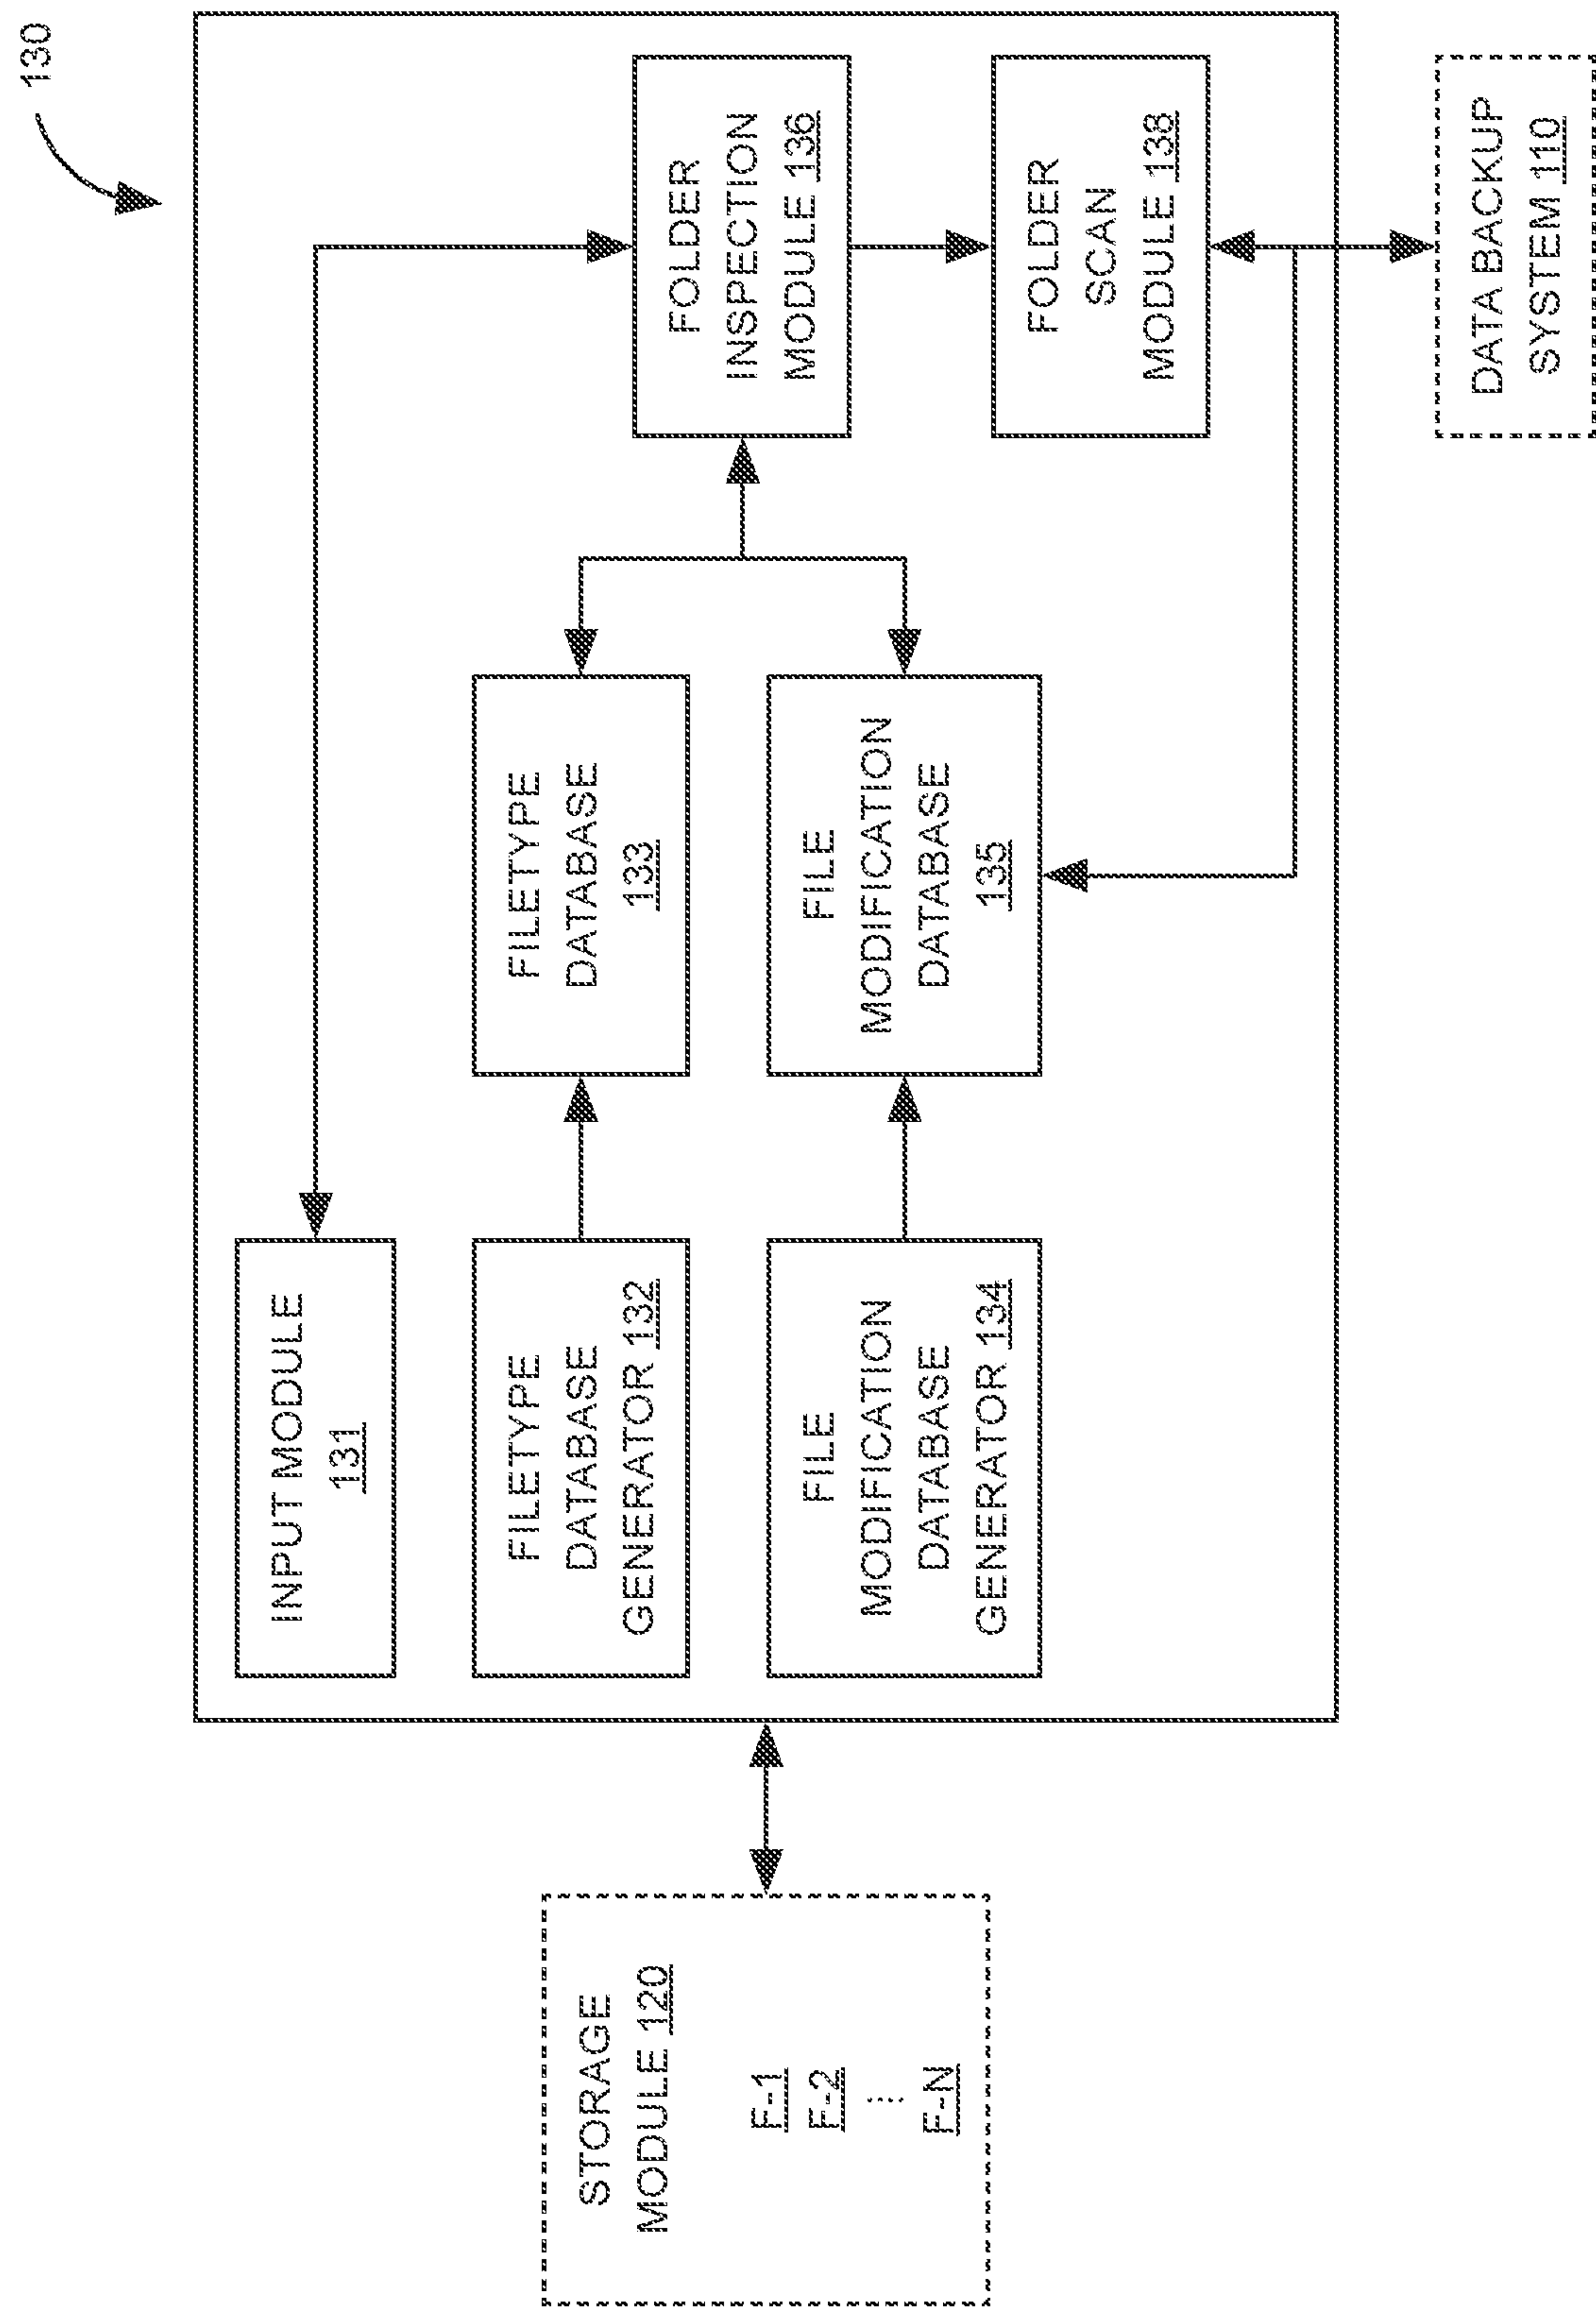 130
INPUT MODULE
131
FILETYPE
DATABASE
GENERATOR 132
FILE
MODIFICATION
DATABASE
GENERATOR 134
FILETYPE
DATABASE
133
FILE
MODIFICATION
DATABASE
135
FOLDER
INSPECTION
MODULE 136
FOLDER
SCAN
MODULE 138
STORAGE
MODULE 120
F-1
F-2
⋮
F-N
DATA BACKUP
SYSTEM 110